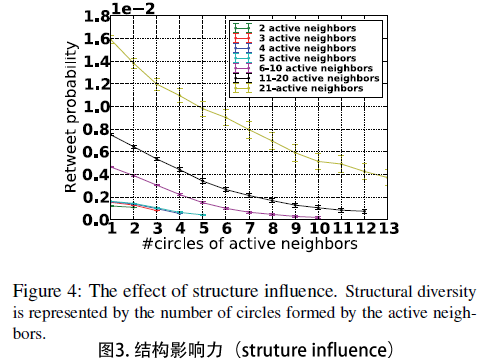 1e-2
1.8
1.6
1.4
1.2
1.0
0.8
0.6
0.4
0.2
0.0
Retweet probability
2 active neighbors
3 active neighbors
4 active neighbors
5 active neighbors
6-10 active neighbors
11-20 active neighbors
21-active neighbors
1 2 3 4 5 6 7 8 9 10 11 12 13
#circles of active neighbors
Figure 4: The effect of structure influence. Structural diversity
is represented by the number of circles formed by the active neigh-
bors.
图3. 结构影响力（struture influence）